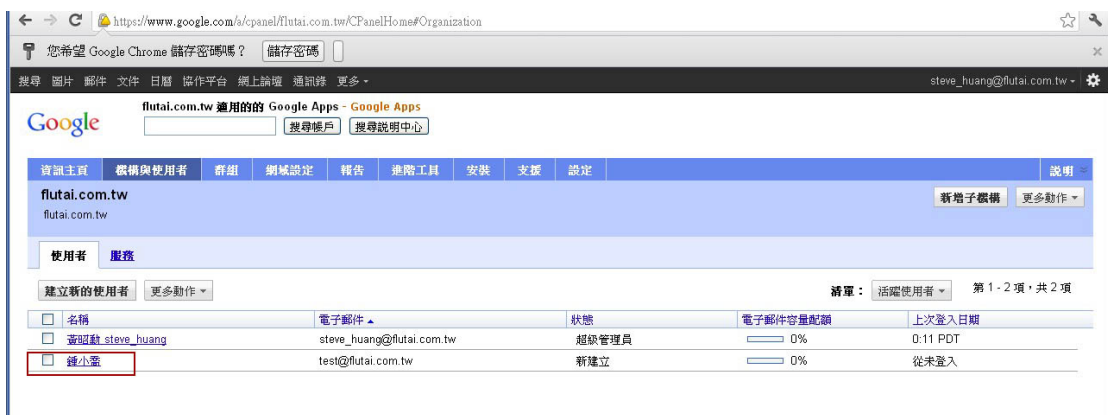 https://www.google.com/a/cpanel/flutai.com.tw/CPanelHome#Organization
您希望 Google Chrome 儲存密碼嗎? 儲存密碼
搜尋 圖片 郵件 文件 日曆 協作平台 網上論壇 通訊錄 更多 steve_huang@flutai.com.tw
flutai.com.tw 適用的的 Google Apps - Google Apps
Google 搜尋帳戶 搜尋說明中心
資訊主頁 機構與使用者 群組 網域設定 報告 進階工具 安裝 支援 設定 說明
flutai.com.tw 新增子機構 更多動作
flutai.com.tw
使用者 服務
建立新的使用者 更多動作 清單: 活躍使用者 第 1 - 2 項,共 2 項
名稱 電子郵件 狀態 電子郵件容量配額 上次登入日期
黃昭勳 steve_huang steve_huang@flutai.com.tw 超級管理員 0% 0:11 PDT
鍾小喬 test@flutai.com.tw 新建立 0% 從未登入